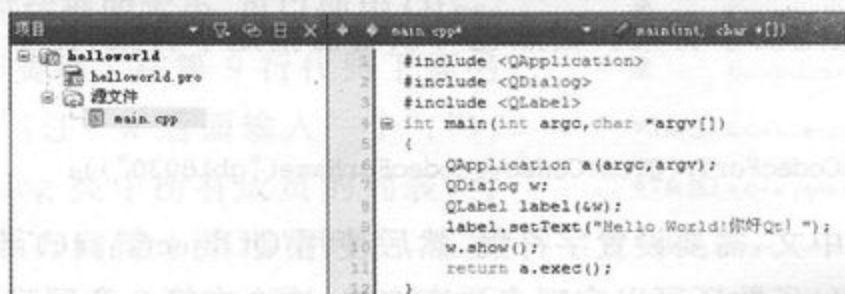 项目
main.cpp*
main(int, char *[])
helloworld
helloworld.pro
源文件
main.cpp
1 #include <QApplication>
2 #include <QDialog>
3 #include <QLabel>
4 int main(int argc,char *argv[])
5 {
6 QApplication a(argc,argv);
7 QDialog w;
8 QLabel label(&w);
9 label.setText("Hello World!你好Qt! ");
10 w.show();
11 return a.exec();
12 }